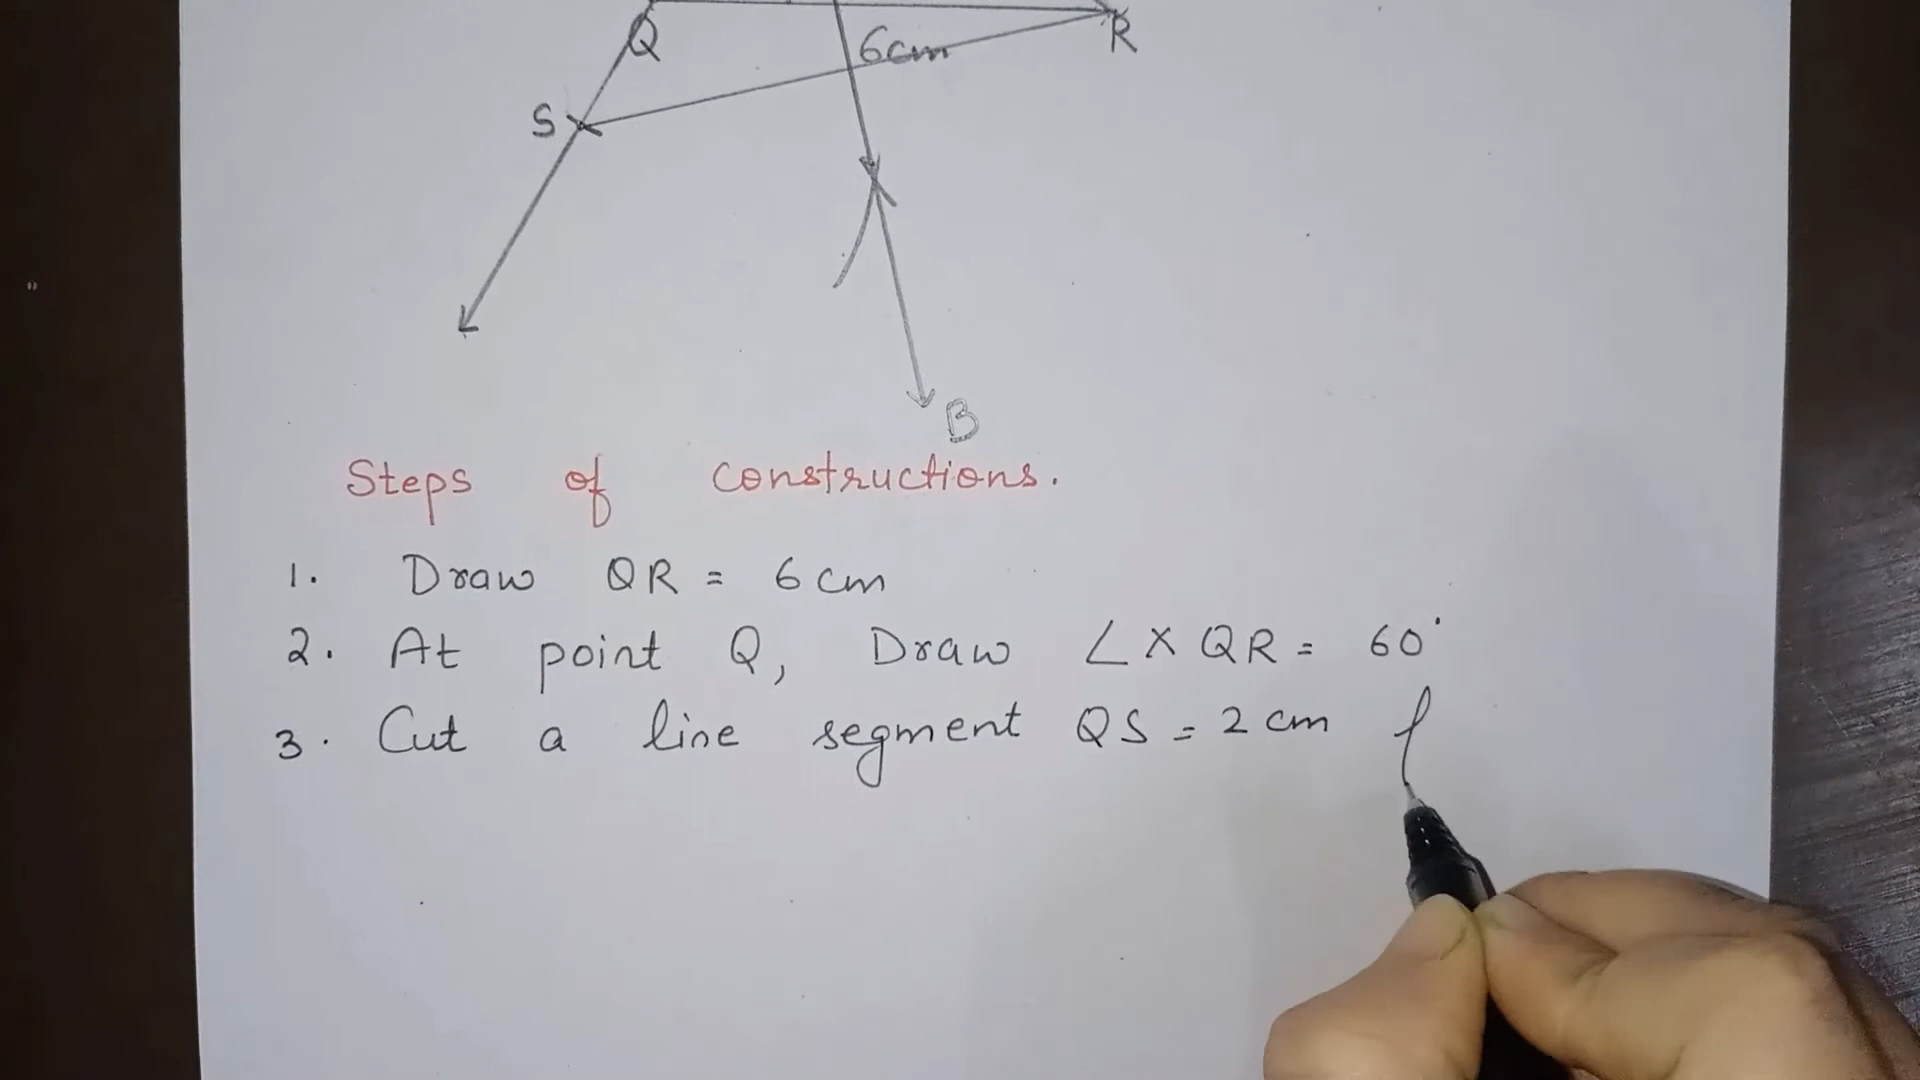 Q
6cm
R
S
B
Steps of constructions.
1. Draw QR = 6 cm
2. At point Q, Draw ∠XQR = 60°
3. Cut a line segment QS = 2 cm f